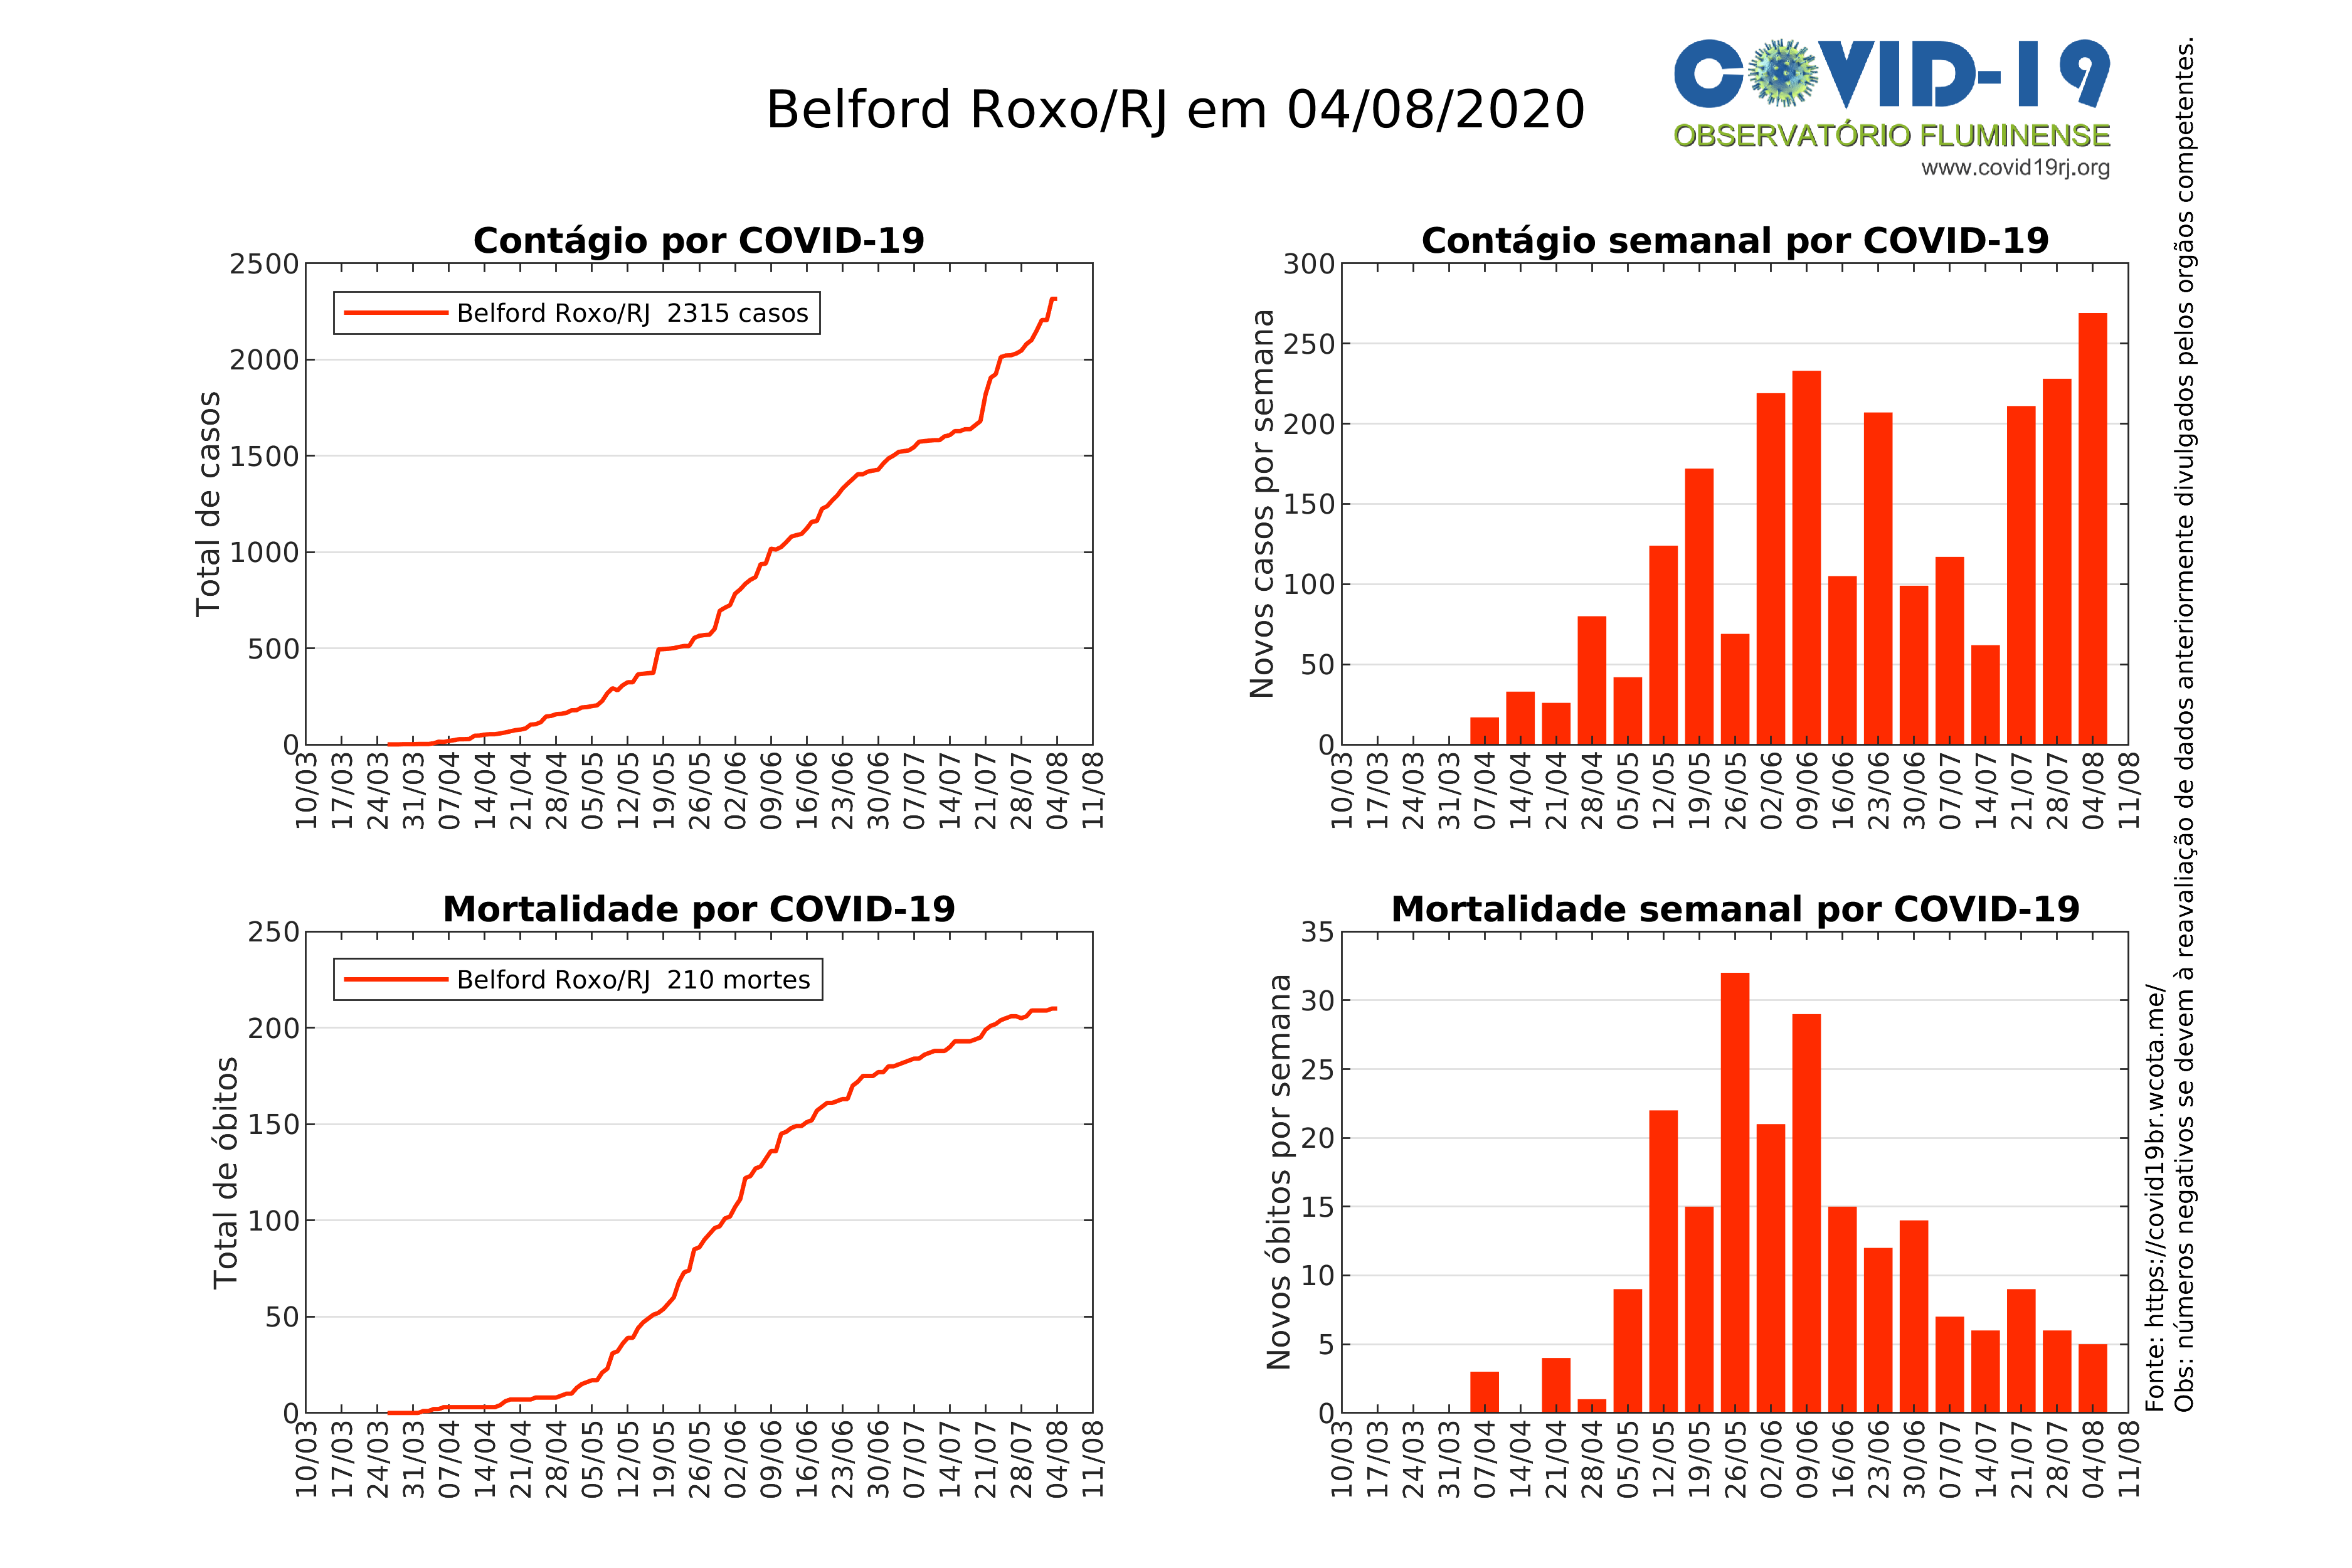 Belford Roxo/RJ em 04/08/2020
COVID-19
OBSERVATÓRIO FLUMINENSE
www.covid19rj.org
Contágio por COVID-19
Total de casos
2500
2000
1500
1000
500
0
Belford Roxo/RJ 2315 casos
10/03 17/03 24/03 31/03 07/04 14/04 21/04 28/04 05/05 12/05 19/05 26/05 02/06 09/06 16/06 23/06 30/06 07/07 14/07 21/07 28/07 04/08 11/08
Contágio semanal por COVID-19
Novos casos por semana
300
250
200
150
100
50
0
10/03 17/03 24/03 31/03 07/04 14/04 21/04 28/04 05/05 12/05 19/05 26/05 02/06 09/06 16/06 23/06 30/06 07/07 14/07 21/07 28/07 04/08 11/08
Mortalidade por COVID-19
Total de óbitos
250
200
150
100
50
0
Belford Roxo/RJ 210 mortes
10/03 17/03 24/03 31/03 07/04 14/04 21/04 28/04 05/05 12/05 19/05 26/05 02/06 09/06 16/06 23/06 30/06 07/07 14/07 21/07 28/07 04/08 11/08
Mortalidade semanal por COVID-19
Novos óbitos por semana
35
30
25
20
15
10
5
0
10/03 17/03 24/03 31/03 07/04 14/04 21/04 28/04 05/05 12/05 19/05 26/05 02/06 09/06 16/06 23/06 30/06 07/07 14/07 21/07 28/07 04/08 11/08
Fonte: https://covid19br.wcota.me/
Obs: números negativos se devem à reavaliação de dados anteriormente divulgados pelos orgãos competentes.